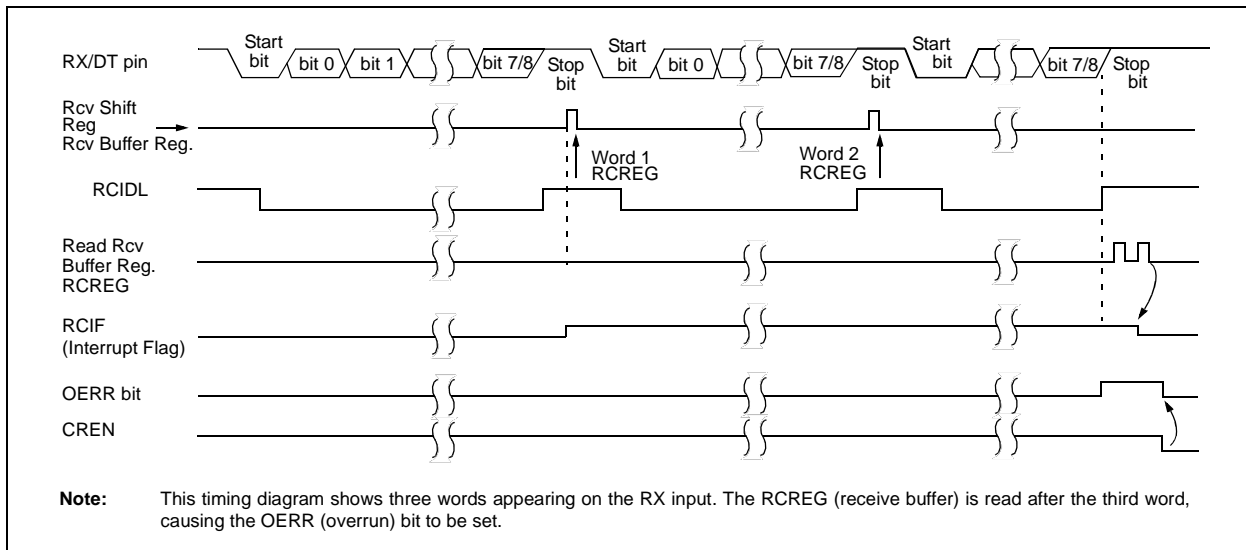 Start
bit
bit 0
bit 1
bit 7/8
Stop
bit
Start
bit
bit 0
bit 7/8
Stop
bit
Start
bit
bit 7/8
Stop
bit
RX/DT pin
Rcv Shift
Reg
Rcv Buffer Reg.
Word 1
RCREG
Word 2
RCREG
RCIDL
Read Rcv
Buffer Reg.
RCREG
RCIF
(Interrupt Flag)
OERR bit
CREN
Note: This timing diagram shows three words appearing on the RX input. The RCREG (receive buffer) is read after the third word,
causing the OERR (overrun) bit to be set.